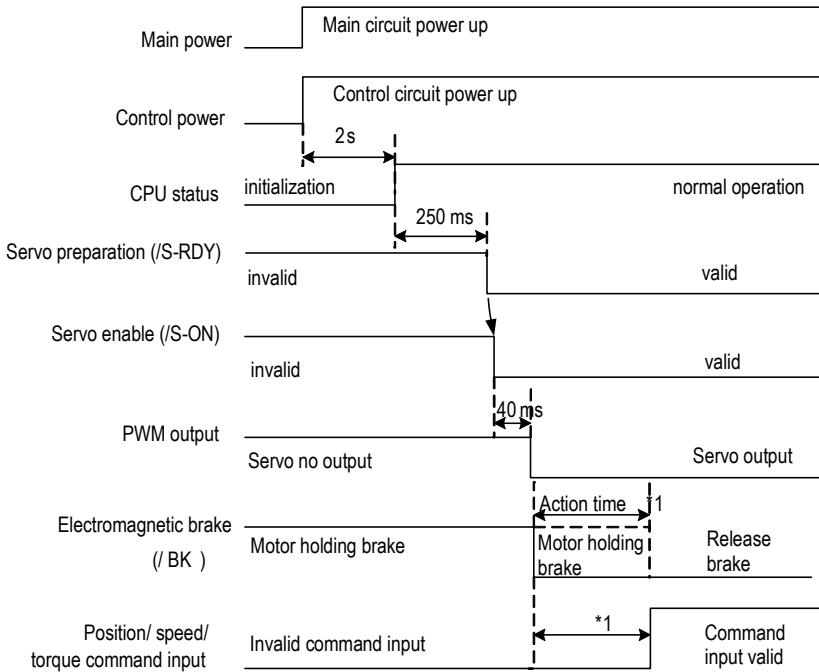 Main power
Main circuit power up
Control power
Control circuit power up
2s
CPU status
initialization
normal operation
250 ms
Servo preparation (/S-RDY)
invalid
valid
Servo enable (/S-ON)
invalid
valid
40 ms
PWM output
Servo no output
Servo output
Action time *1
Electromagnetic brake
(/ BK )
Motor holding brake
Motor holding
brake
Release
brake
Position/ speed/
torque command input
Invalid command input
*1
Command
input valid